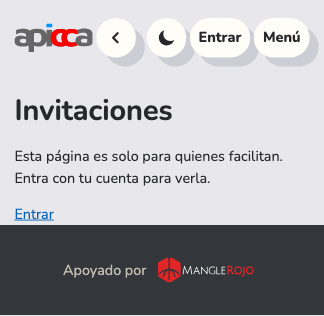 apicca
Entrar
Menú
Invitaciones
Esta página es solo para quienes facilitan.
Entra con tu cuenta para verla.
Entrar
Apoyado por
MANGLEROJO